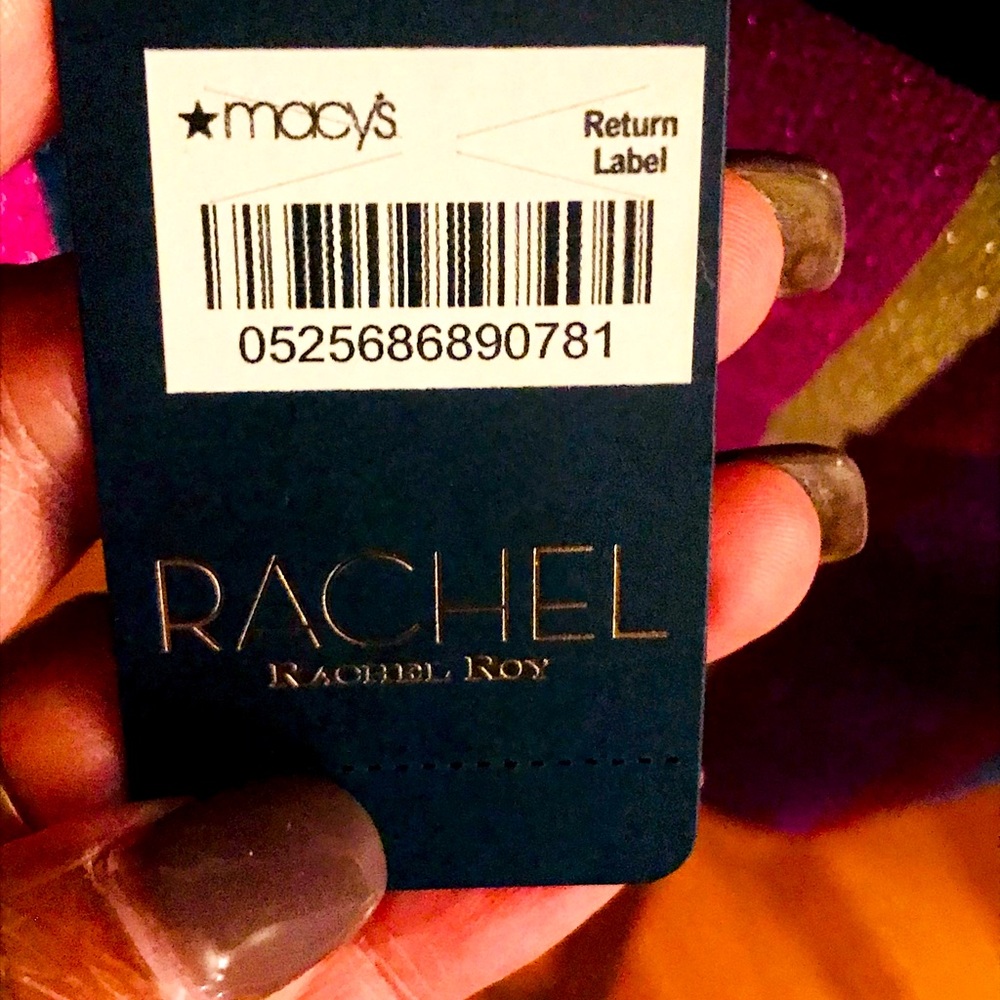 ★macy's
Return
Label
0525686890781
RACHEL
RACHEL ROY